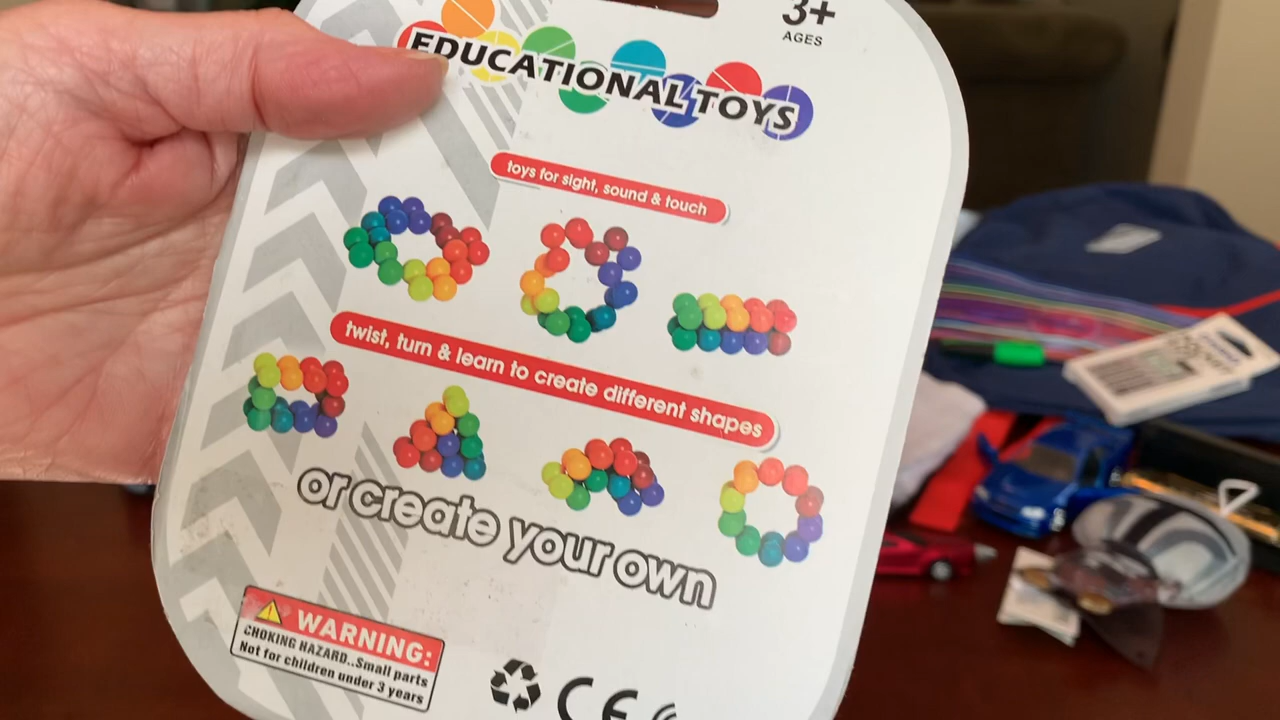 3+
AGES
EDUCATIONAL TOYS
toys for sight, sound & touch
twist, turn & learn to create different shapes
or create your own
WARNING:
CHOKING HAZARD..Small parts
Not for children under 3 years
CE